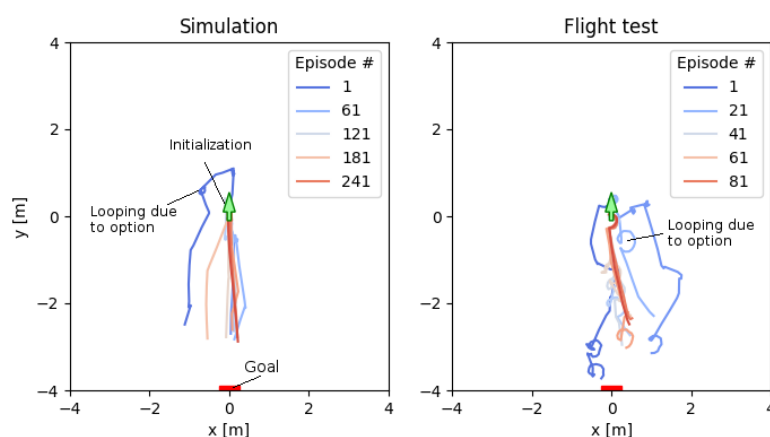 Simulation
4
2
0
−2
−4
y [m]
−4
−2
0
2
4
x [m]
Episode #
1
61
121
181
241
Initialization
Looping due
to option
Goal
Flight test
4
2
0
−2
−4
−4
−2
0
2
4
x [m]
Episode #
1
21
41
61
81
Looping due
to option